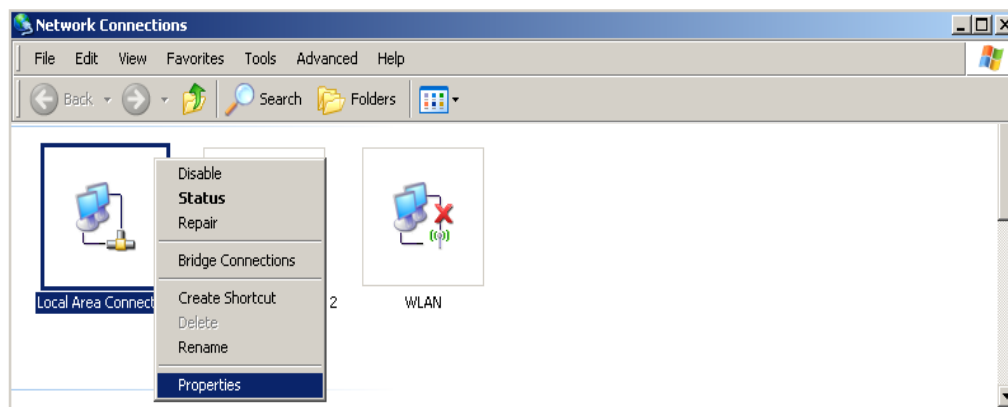 Network Connections
File Edit View Favorites Tools Advanced Help
Back Search Folders
Disable
Status
Repair
Bridge Connections
Create Shortcut
Delete
Rename
Properties
Local Area Connect 2 WLAN